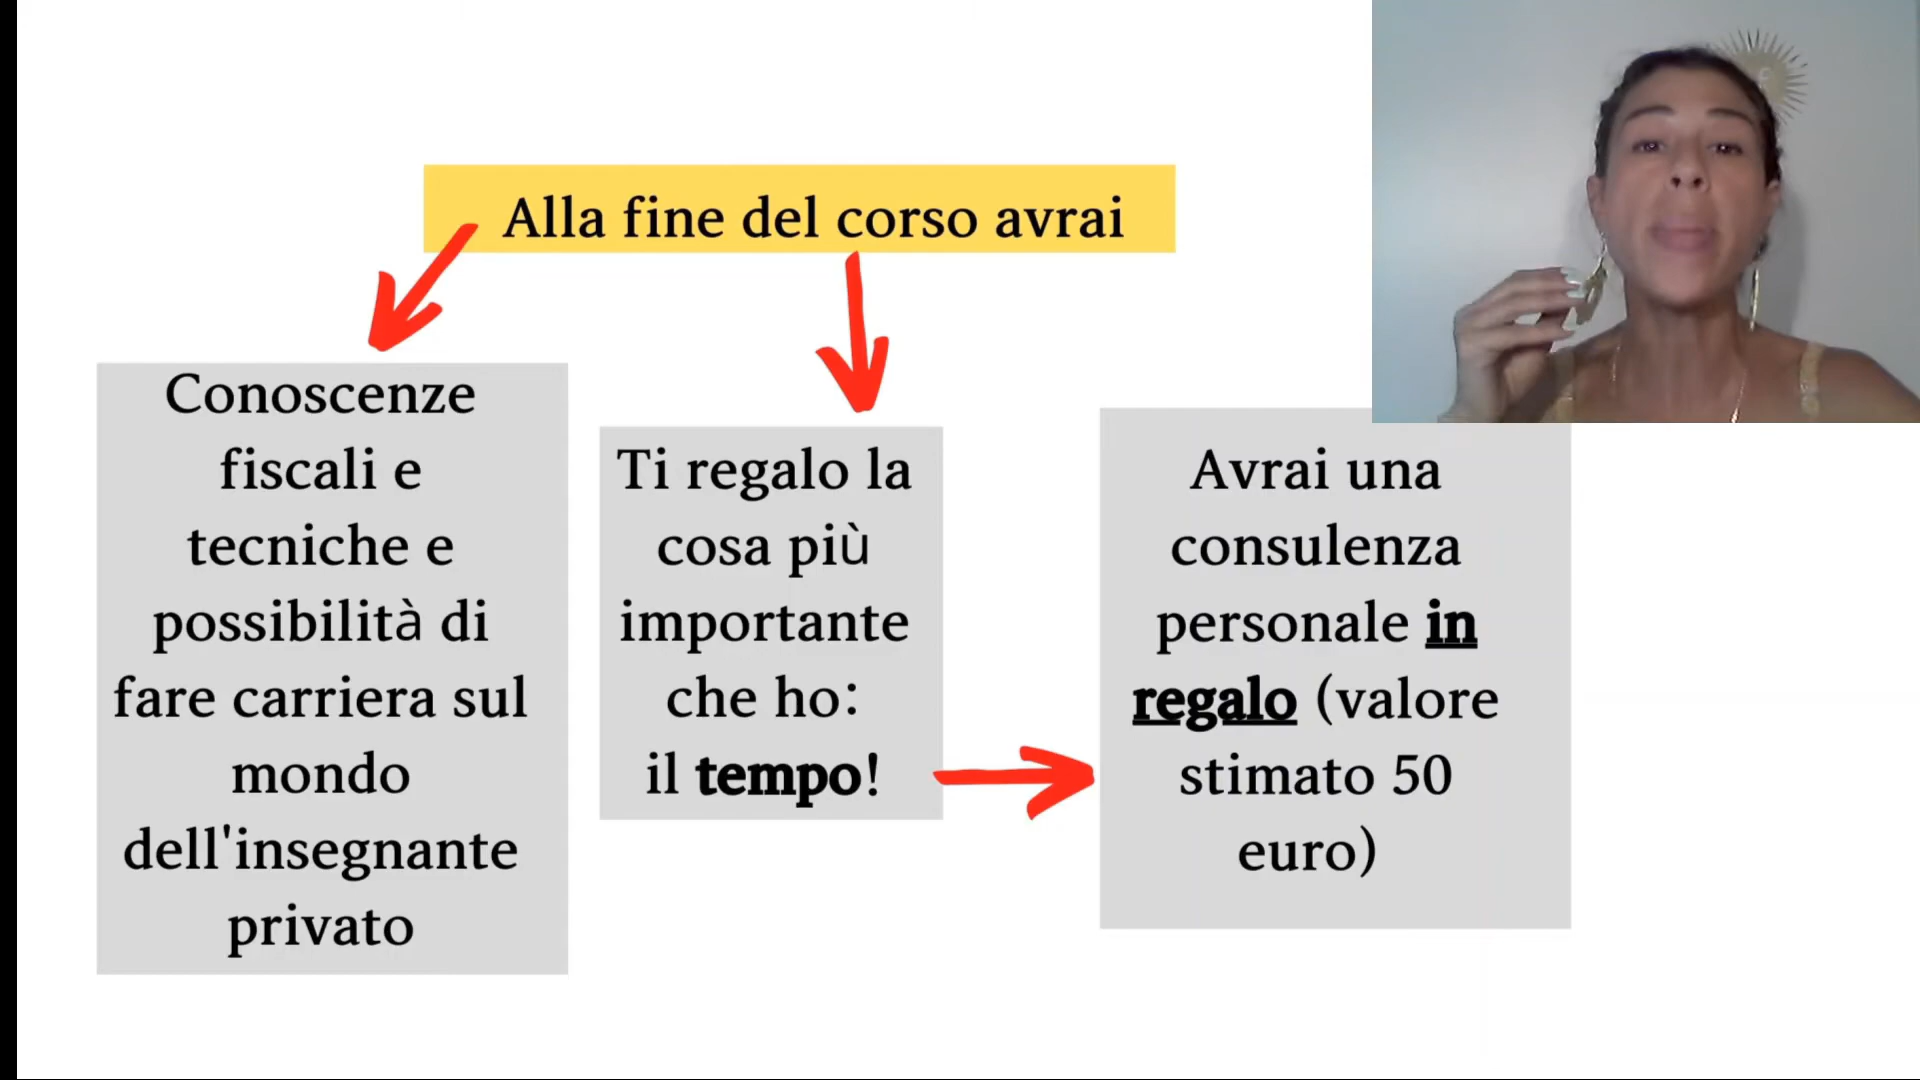 Alla fine del corso avrai
Conoscenze
fiscali e
tecniche e
possibilità di
fare carriera sul
mondo
dell'insegnante
privato
Ti regalo la
cosa più
importante
che ho:
il tempo!
Avrai una
consulenza
personale in
regalo (valore
stimato 50
euro)